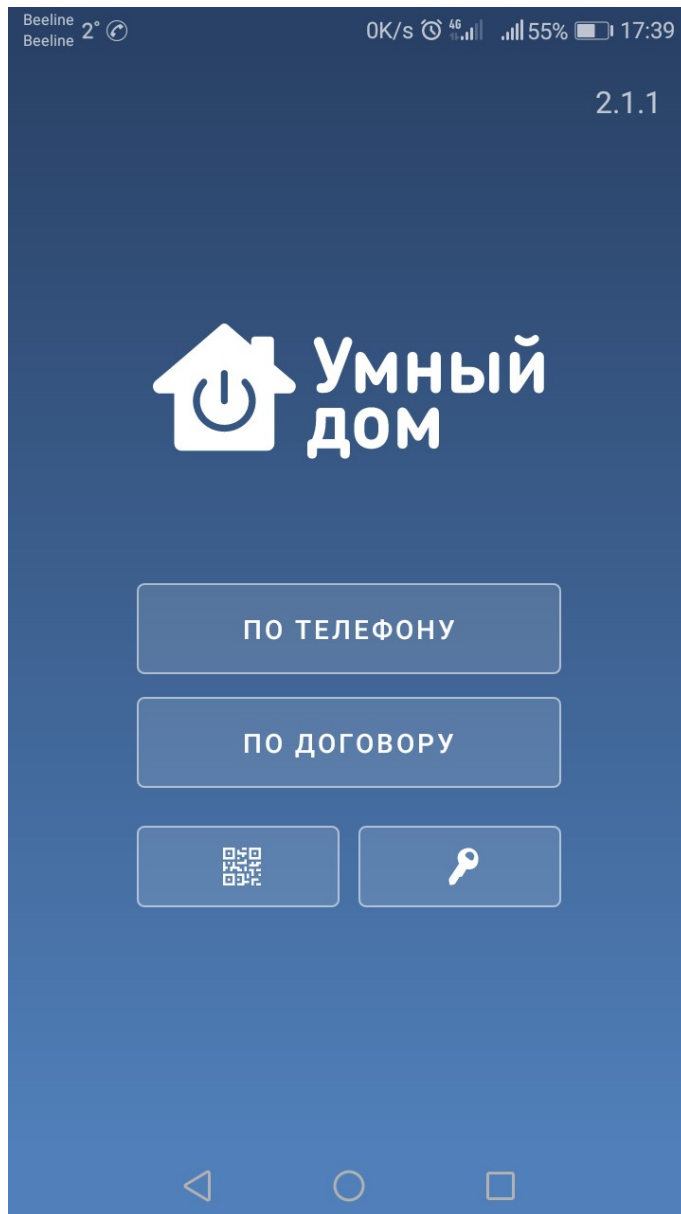 Beeline
Beeline 2° 0K/s 4G 55% 17:39
2.1.1
Умный
дом
ПО ТЕЛЕФОНУ
ПО ДОГОВОРУ